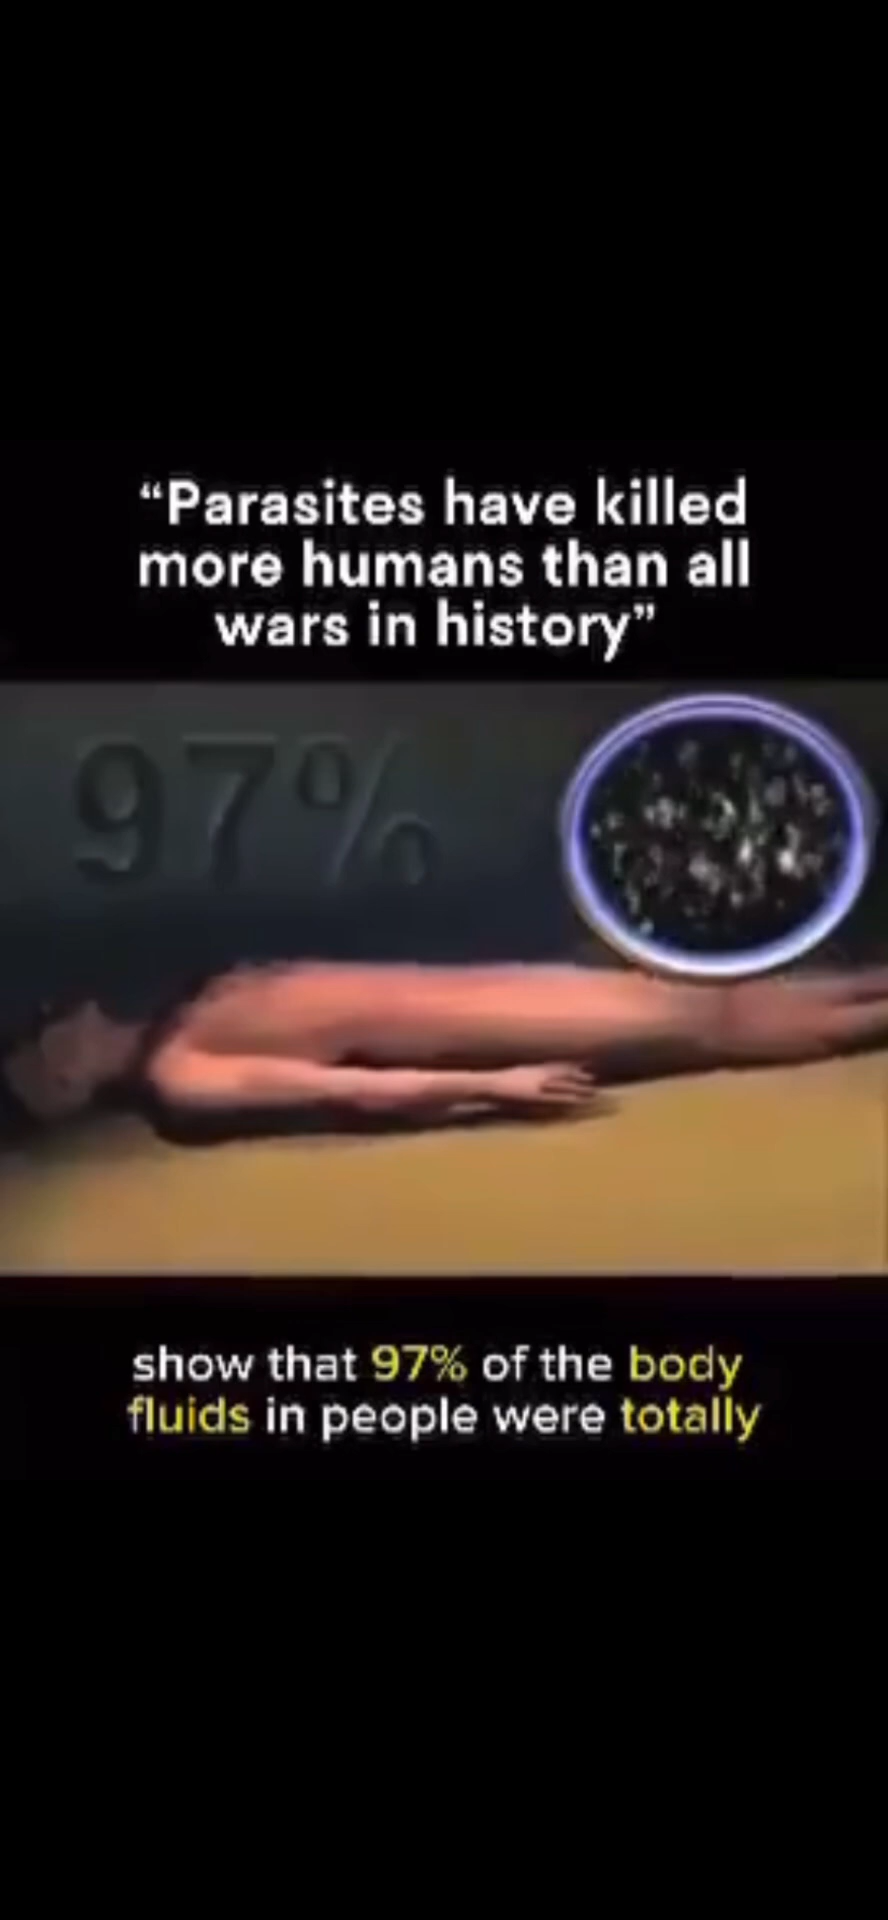 “Parasites have killed
more humans than all
wars in history”
97%
show that 97% of the body
fluids in people were totally